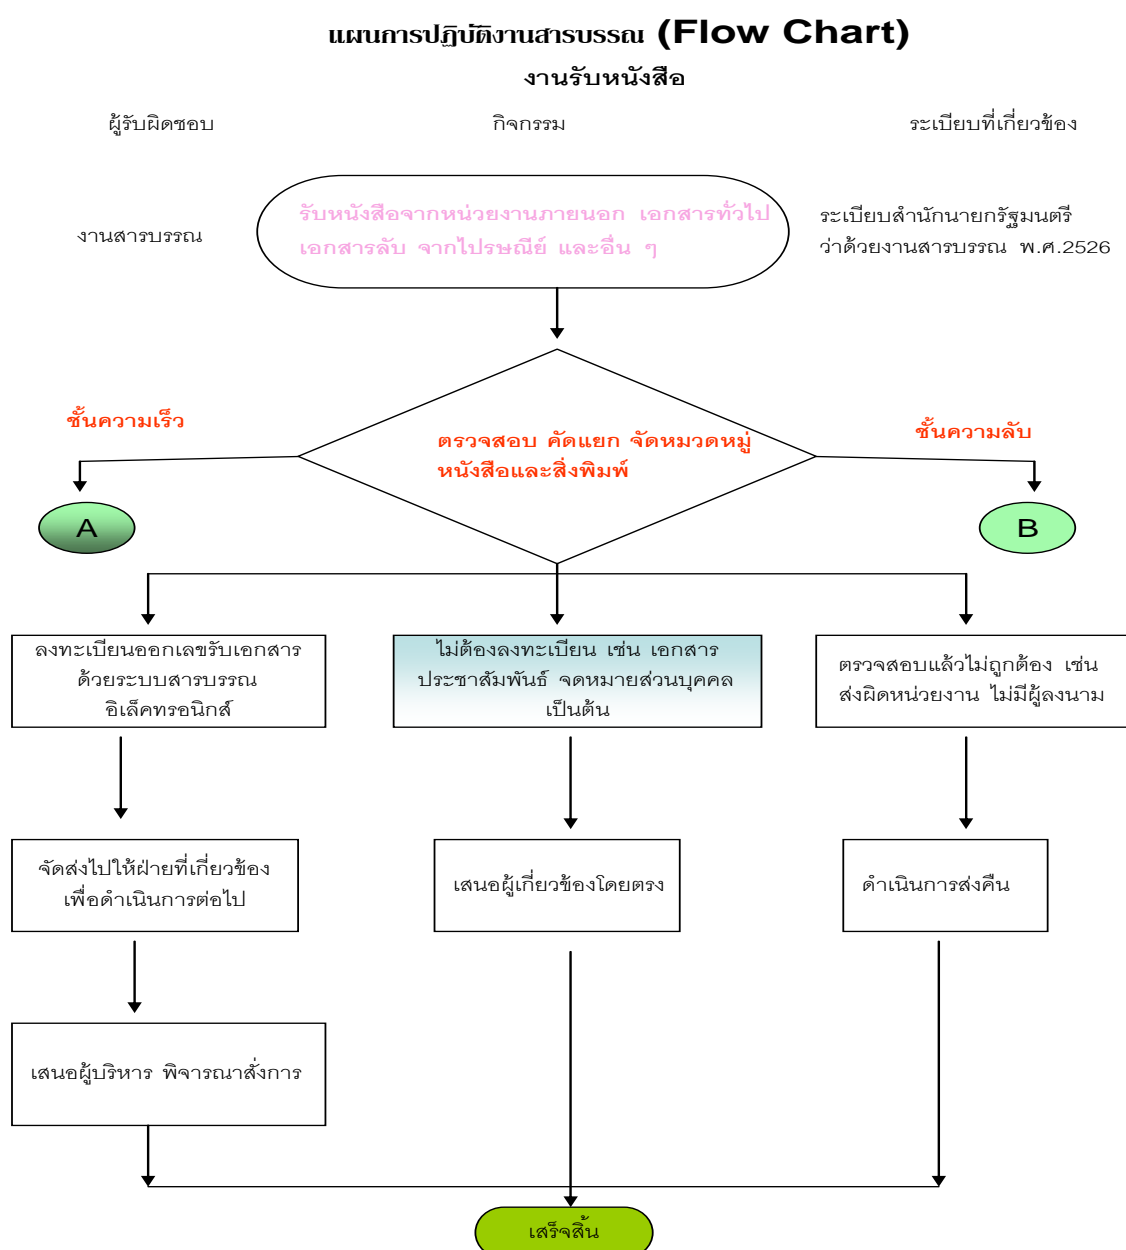 แผนการปฏิบัติงานสารบรรณ (Flow Chart)
งานรับหนังสือ
ผู้รับผิดชอบ กิจกรรม ระเบียบที่เกี่ยวข้อง
งานสารบรรณ
รับหนังสือจากหน่วยงานภายนอก เอกสารทั่วไป
เอกสารลับ จากไปรษณีย์ และอื่น ๆ
ระเบียบสำนักนายกรัฐมนตรี
ว่าด้วยงานสารบรรณ พ.ศ.2526
ชั้นความเร็ว
ตรวจสอบ คัดแยก จัดหมวดหมู่
หนังสือและสิ่งพิมพ์
ชั้นความลับ
A
B
ลงทะเบียนออกเลขรับเอกสาร
ด้วยระบบสารบรรณ
อิเล็คทรอนิกส์
ไม่ต้องลงทะเบียน เช่น เอกสาร
ประชาสัมพันธ์ จดหมายส่วนบุคคล
เป็นต้น
ตรวจสอบแล้วไม่ถูกต้อง เช่น
ส่งผิดหน่วยงาน ไม่มีผู้ลงนาม
จัดส่งไปให้ฝ่ายที่เกี่ยวข้อง
เพื่อดำเนินการต่อไป
เสนอผู้เกี่ยวข้องโดยตรง
ดำเนินการส่งคืน
เสนอผู้บริหาร พิจารณาสั่งการ
เสร็จสิ้น